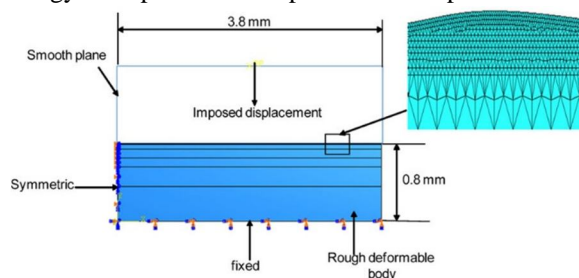 3.8 mm
Smooth plane
Imposed displacement
Symmetric
0.8 mm
fixed
Rough deformable
body